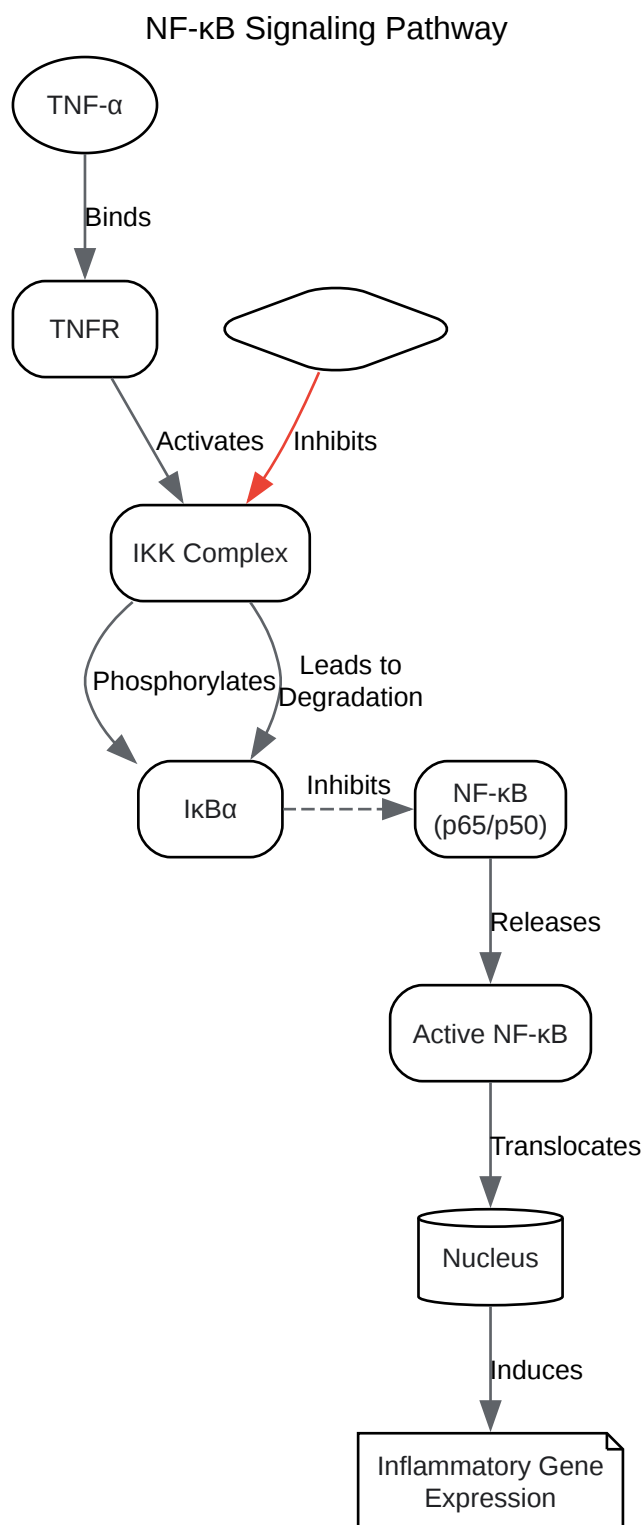 NF-κB Signaling Pathway
TNF-α
Binds
TNFR
Activates
Inhibits
IKK Complex
Phosphorylates
Leads to
Degradation
IκBα
Inhibits
NF-κB
(p65/p50)
Releases
Active NF-κB
Translocates
Nucleus
Induces
Inflammatory Gene
Expression